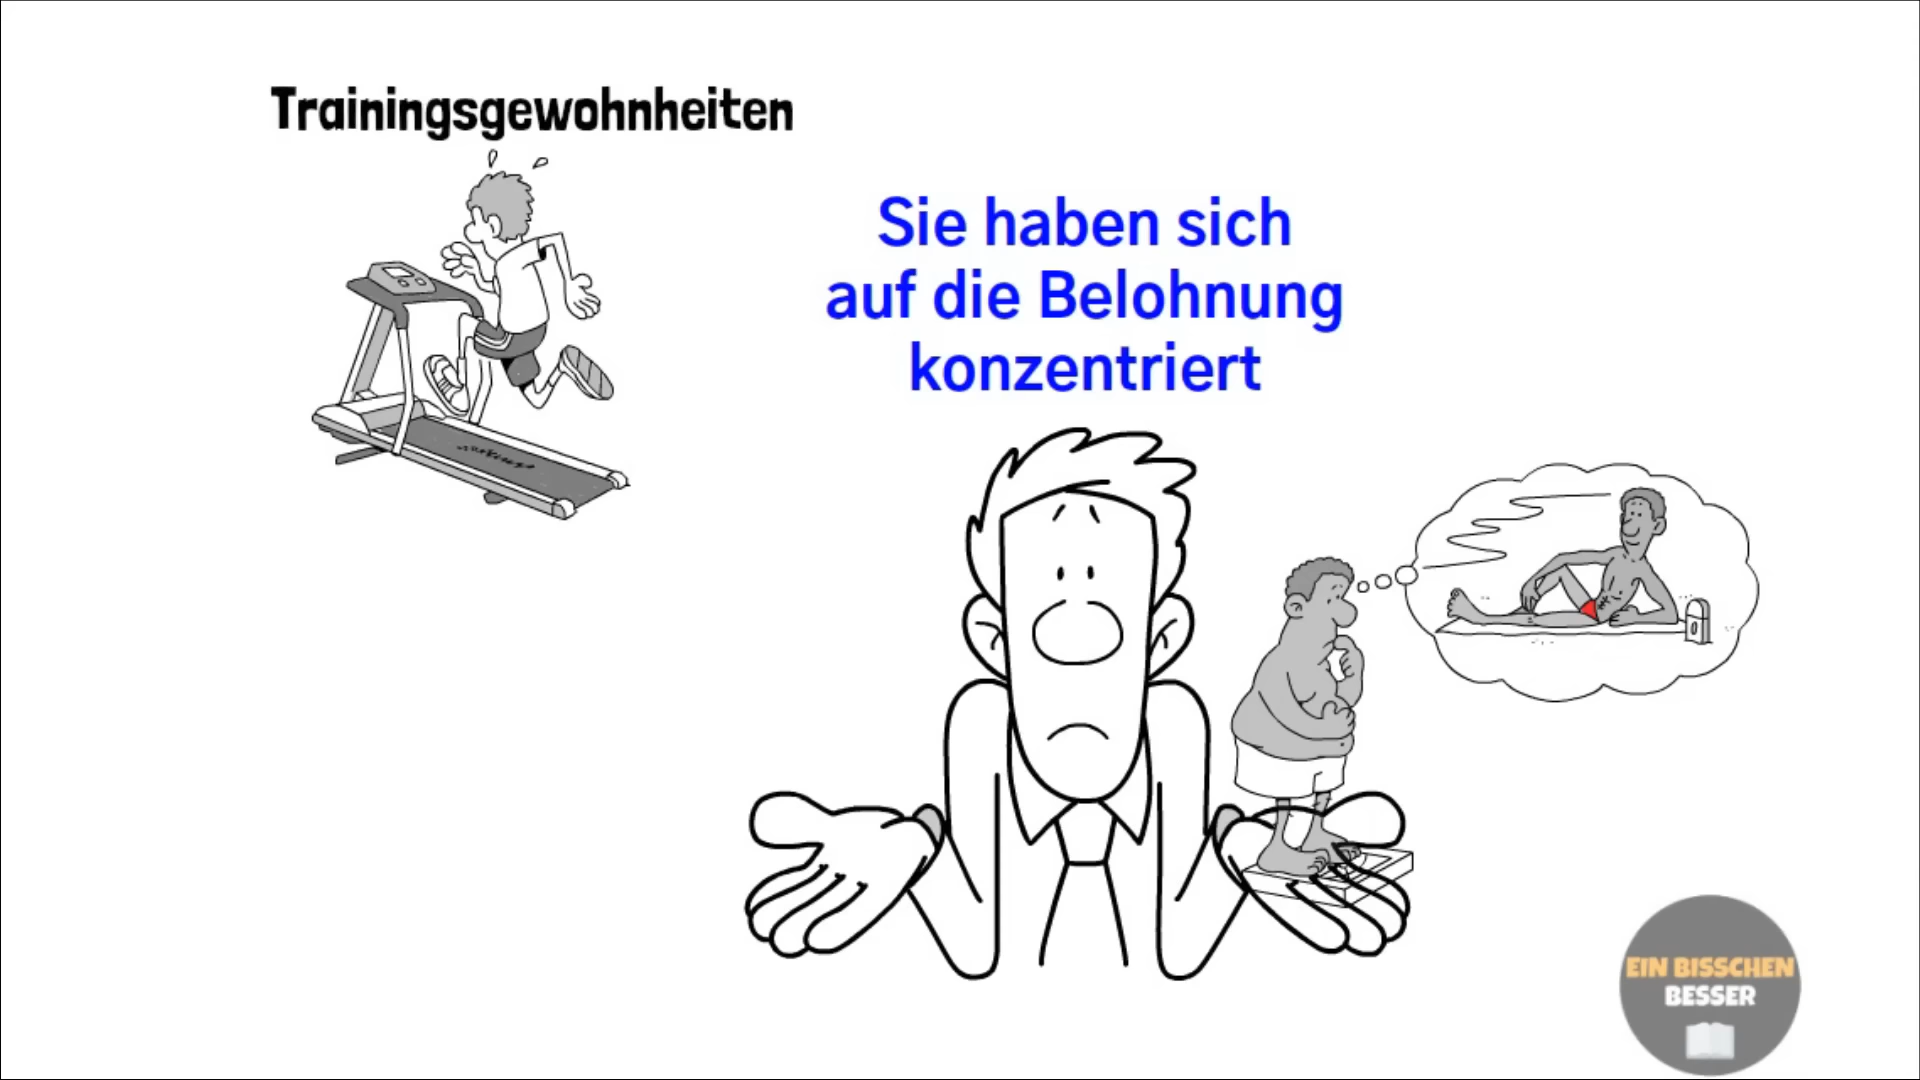 Trainingsgewohnheiten
Sie haben sich
auf die Belohnung
konzentriert
EIN BISSCHEN
BESSER